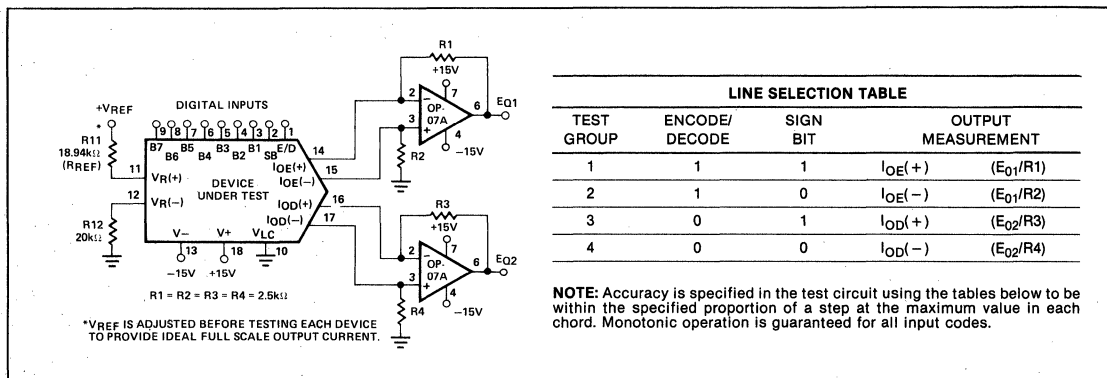 R1
+15V
2
7
−
OP-
07A
6
EO1
3
+
4
−15V
R2
+VREF
*
R11
18.94kΩ
(RREF)
DIGITAL INPUTS
9 8 7 6 5 4 3 2 1
B7 B6 B5 B4 B3 B2 B1 SB E/D
11
VR(+)
12
VR(−)
R12
20kΩ
DEVICE
UNDER TEST
IOE(+)
14
IOE(−)
15
IOD(+)
16
IOD(−)
17
V−
V+
VLC
13
18
10
−15V
+15V
R3
+15V
2
7
−
OP-
07A
6
EO2
3
+
4
−15V
R4
R1 = R2 = R3 = R4 = 2.5kΩ
*VREF IS ADJUSTED BEFORE TESTING EACH DEVICE
TO PROVIDE IDEAL FULL SCALE OUTPUT CURRENT.
LINE SELECTION TABLE
TEST GROUP ENCODE/ DECODE SIGN BIT OUTPUT MEASUREMENT
1 1 1 IOE(+) (E01/R1)
2 1 0 IOE(−) (E01/R2)
3 0 1 IOD(+) (E02/R3)
4 0 0 IOD(−) (E02/R4)
NOTE: Accuracy is specified in the test circuit using the tables below to be
within the specified proportion of a step at the maximum value in each
chord. Monotonic operation is guaranteed for all input codes.